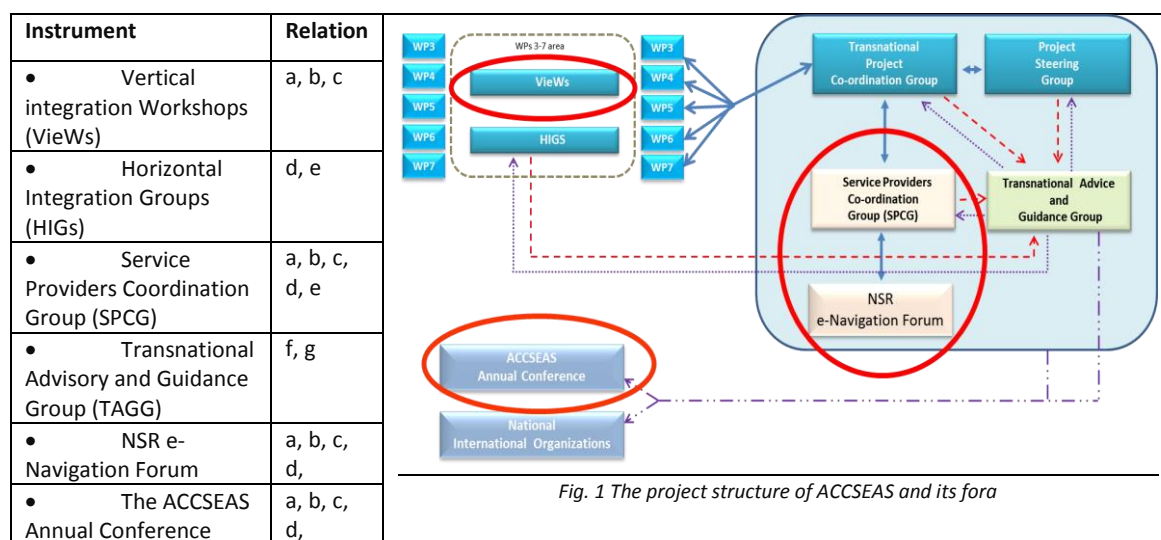 Instrument Relation
• Vertical
integration Workshops
(VieWs)
a, b, c
• Horizontal
Integration Groups
(HIGs)
d, e
• Service
Providers Coordination
Group (SPCG)
a, b, c,
d, e
• Transnational
Advisory and Guidance
Group (TAGG)
f, g
• NSR e-
Navigation Forum
a, b, c,
d,
• The ACCSEAS
Annual Conference
a, b, c,
d,
WP3
WP4
WP5
WP6
WP7
WPs 3-7 area
VieWs
HIGS
WP3
WP4
WP5
WP6
WP7
Transnational
Project
Co-ordination Group
Project
Steering
Group
Service Providers
Co-ordination
Group (SPCG)
Transnational Advice
and
Guidance Group
NSR
e-Navigation Forum
ACCSEAS
Annual Conference
National
International Organizations
Fig. 1 The project structure of ACCSEAS and its fora